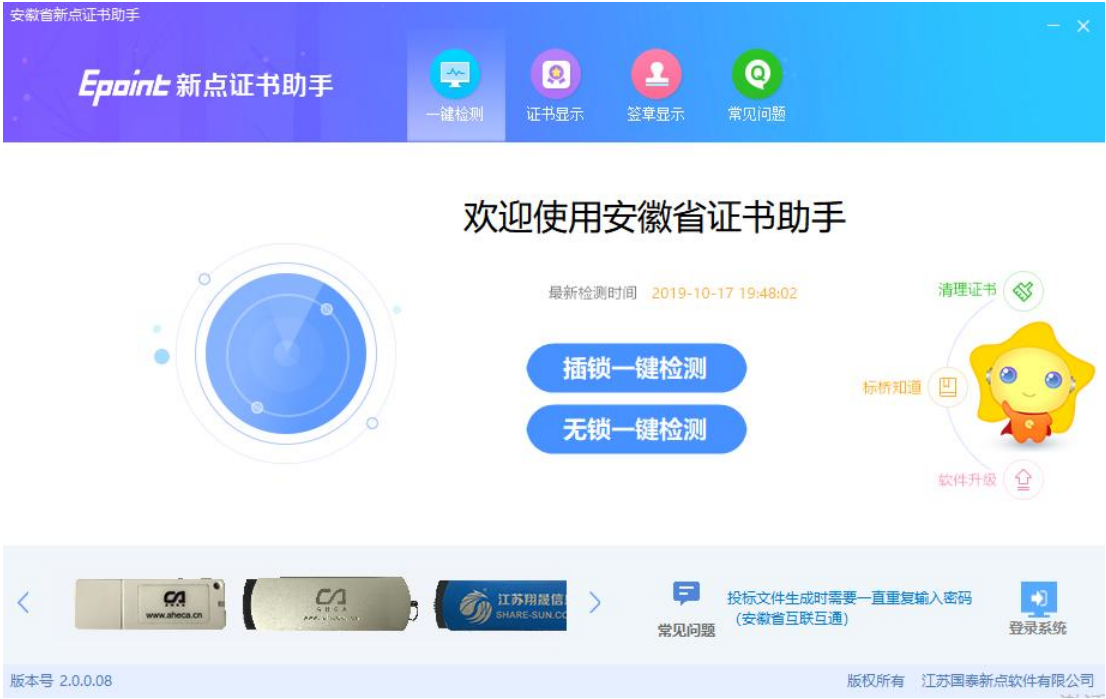 安徽省新点证书助手
Epoint 新点证书助手
一键检测
证书显示
签章显示
常见问题
欢迎使用安徽省证书助手
最新检测时间 2019-10-17 19:48:02
插锁一键检测
无锁一键检测
清理证书
标桥知道
软件升级
www.aheca.cn
AHECA
江苏翔晟信息
SHARE-SUN.CO
常见问题
投标文件生成时需要一直重复输入密码
(安徽省互联互通)
登录系统
版本号 2.0.0.08
版权所有 江苏国泰新点软件有限公司